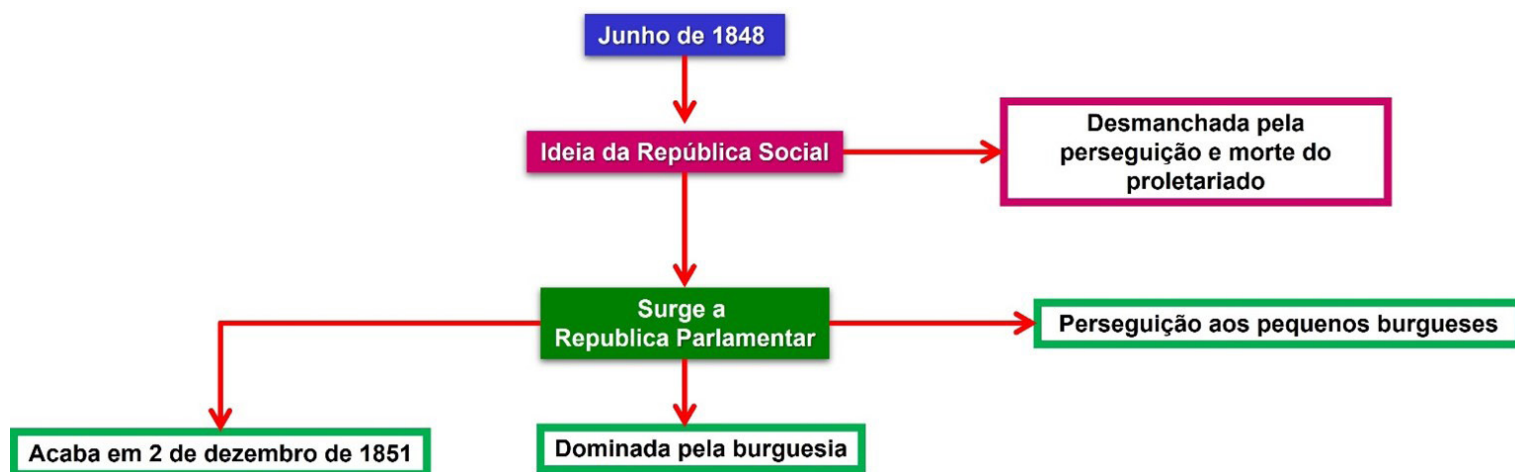 Junho de 1848
Ideia da República Social
Desmanchada pela
perseguição e morte do
proletariado
Surge a
Republica Parlamentar
Perseguição aos pequenos burgueses
Acaba em 2 de dezembro de 1851
Dominada pela burguesia